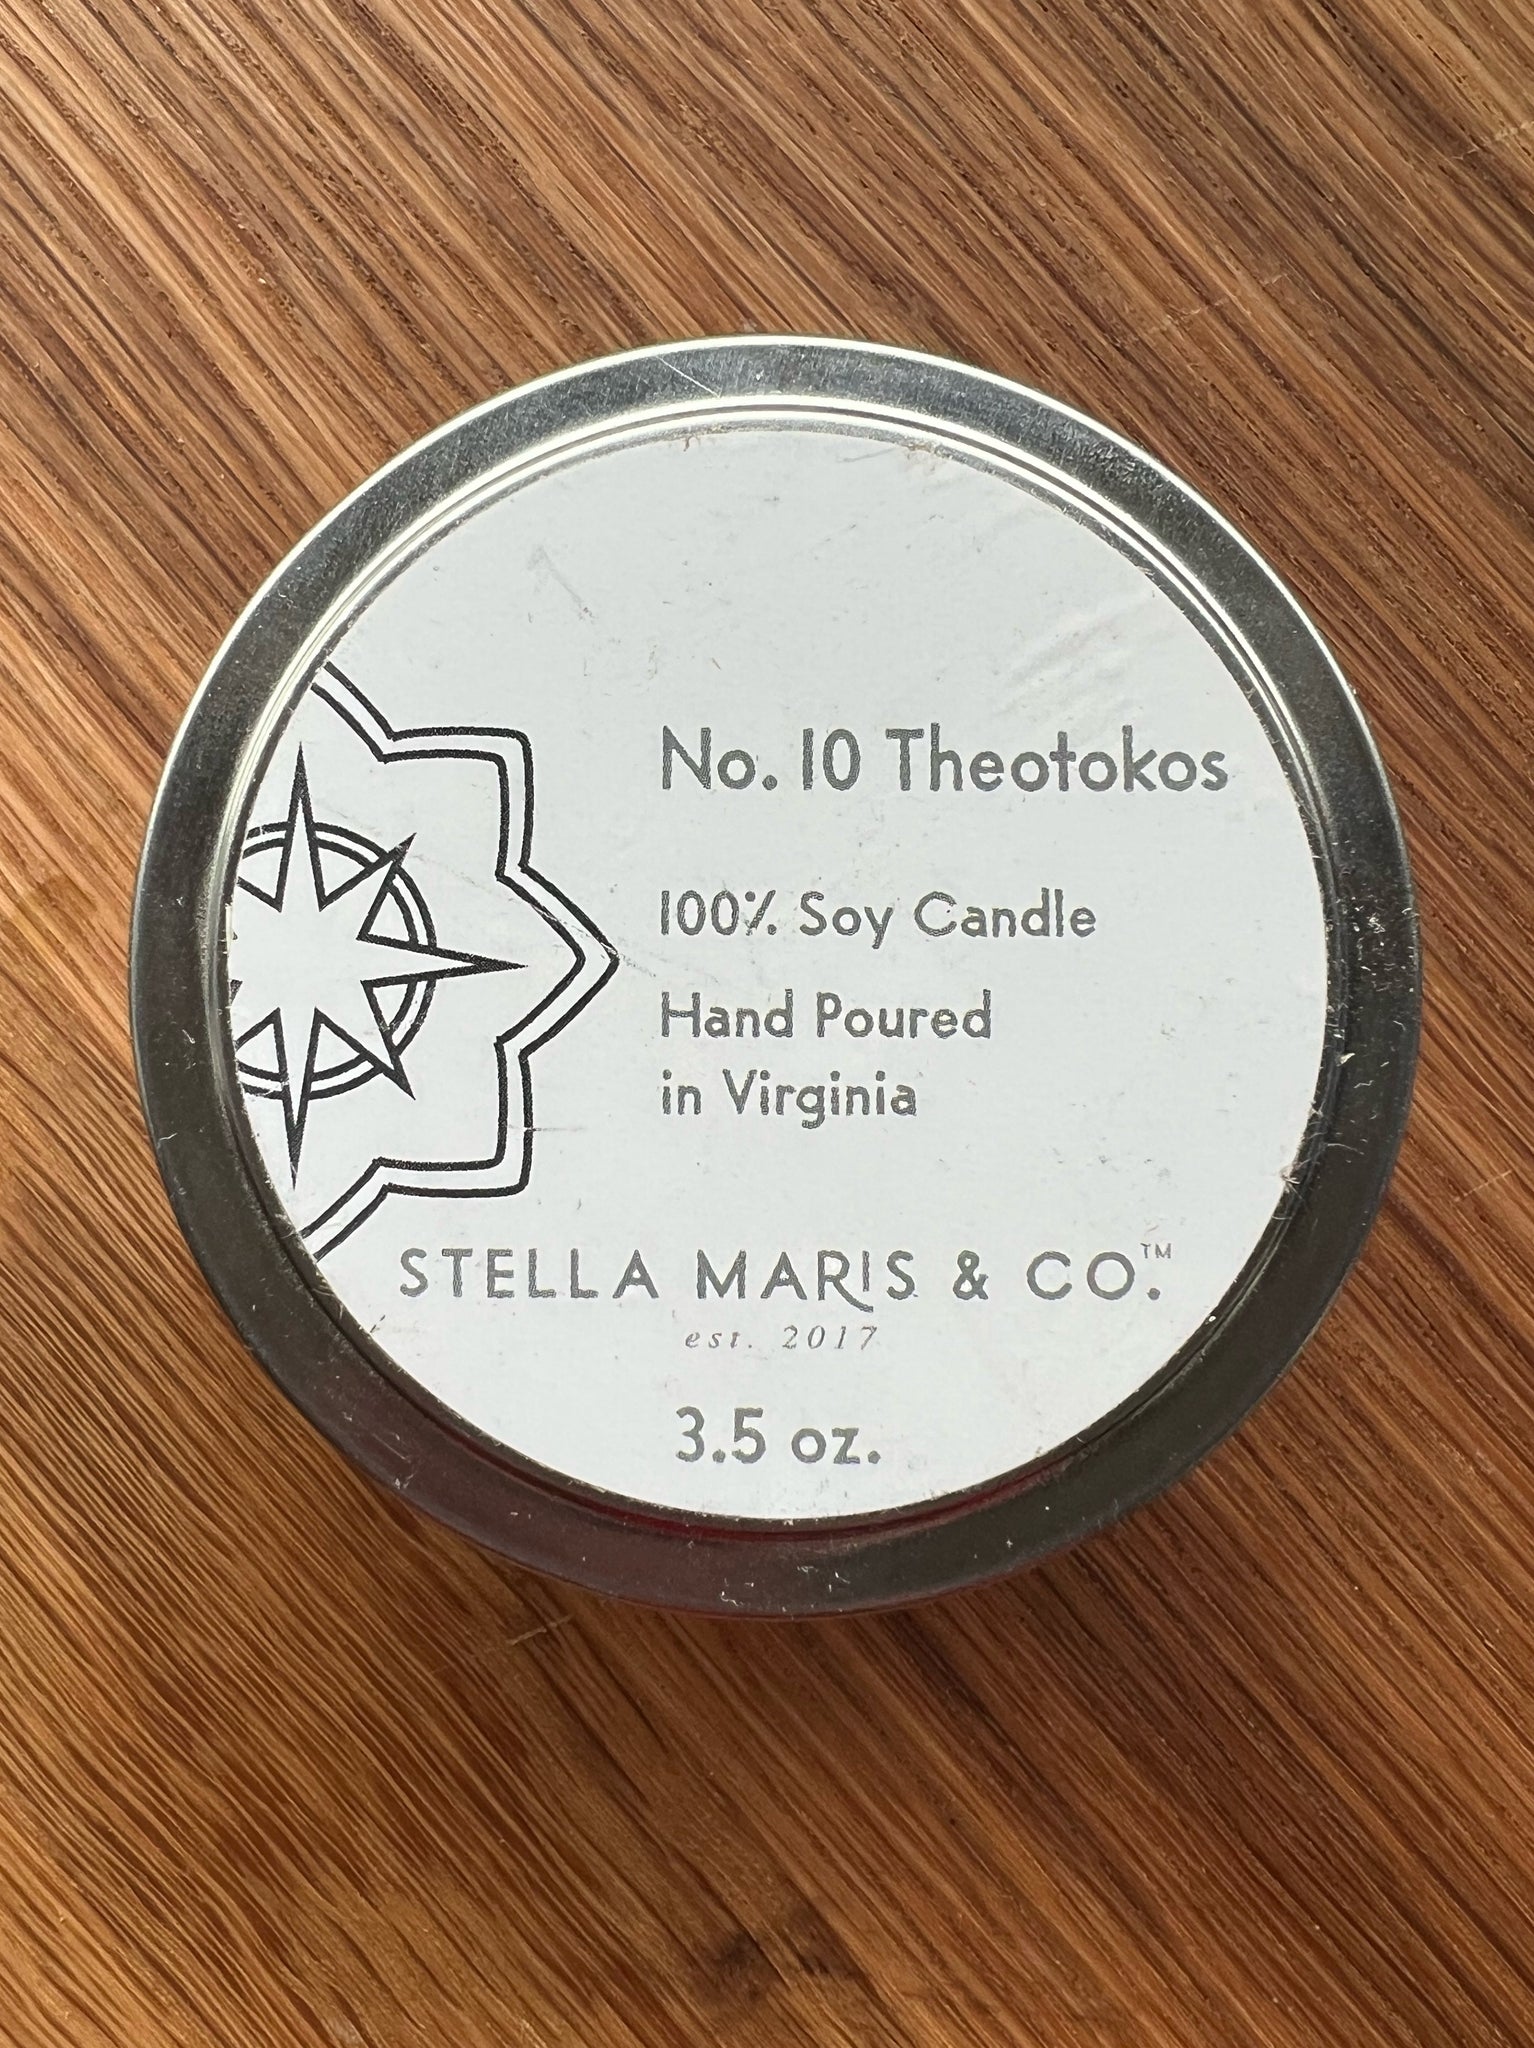 No. 10 Theotokos
100% Soy Candle
Hand Poured
in Virginia
STELLA MARIS & CO.™
est. 2017
3.5 oz.